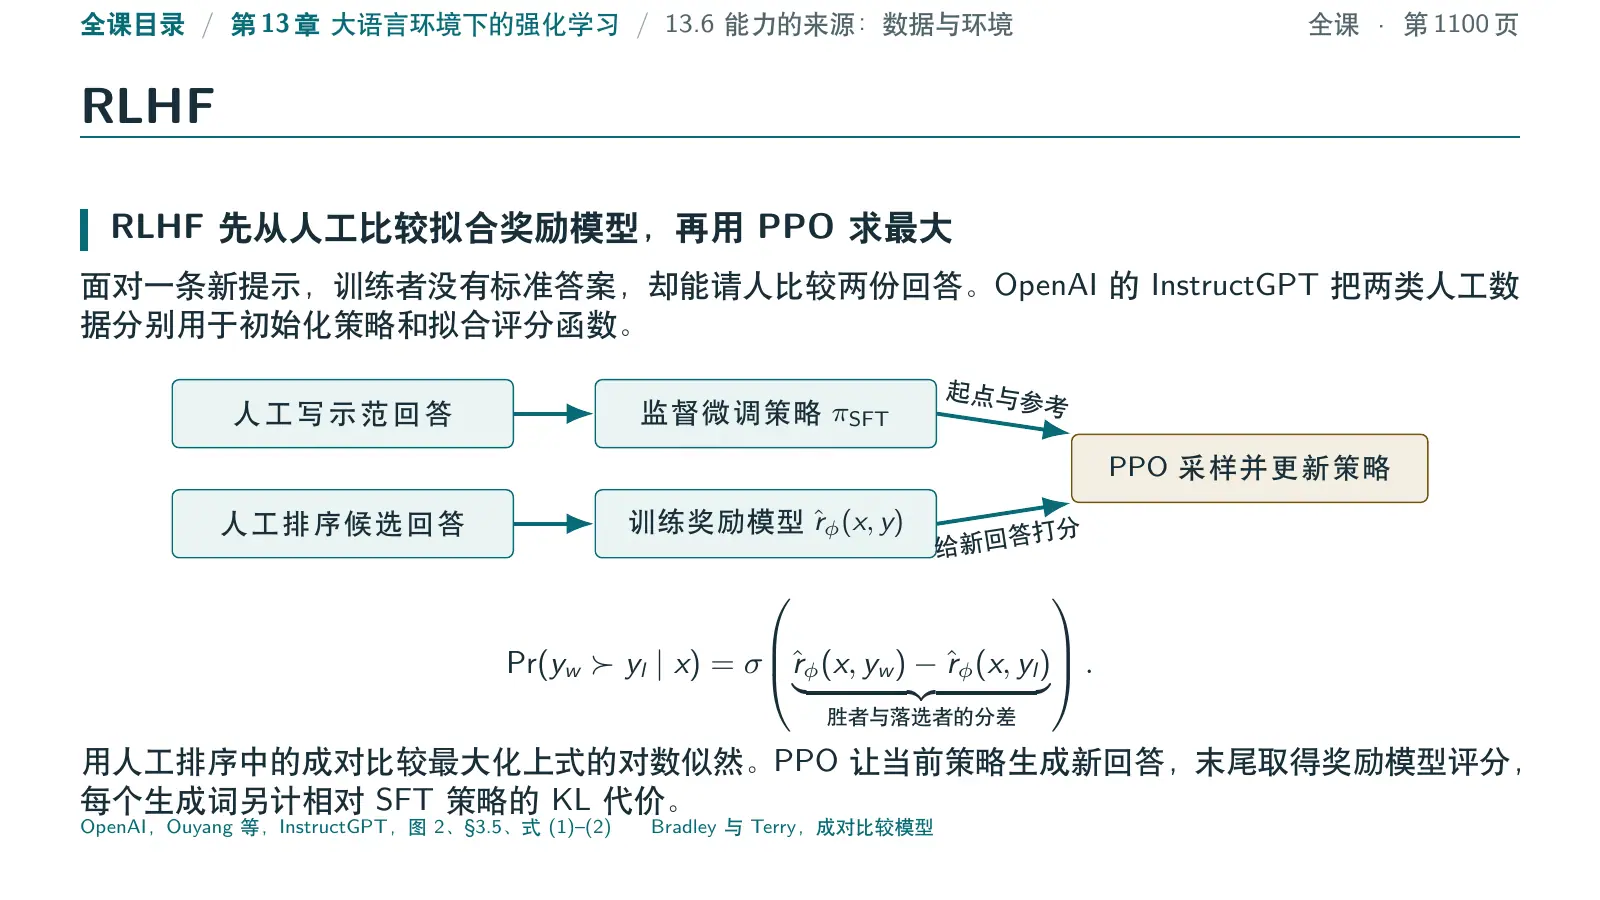 全课目录 / 第13章 大语言环境下的强化学习 / 13.6 能力的来源：数据与环境 全课 · 第1100页
RLHF
RLHF 先从人工比较拟合奖励模型，再用 PPO 求最大
面对一条新提示，训练者没有标准答案，却能请人比较两份回答。OpenAI 的 InstructGPT 把两类人工数
据分别用于初始化策略和拟合评分函数。
人工写示范回答
监督微调策略 π_SFT
起点与参考
PPO 采样并更新策略
人工排序候选回答
训练奖励模型 r̂_ϕ(x, y)
给新回答打分
Pr(y_w ≻ y_l | x) = σ ( r̂_ϕ(x, y_w) − r̂_ϕ(x, y_l) ) .
胜者与落选者的分差
用人工排序中的成对比较最大化上式的对数似然。PPO 让当前策略生成新回答，末尾取得奖励模型评分，
每个生成词另计相对 SFT 策略的 KL 代价。
OpenAI，Ouyang 等，InstructGPT，图 2、§3.5、式 (1)–(2) Bradley 与 Terry，成对比较模型